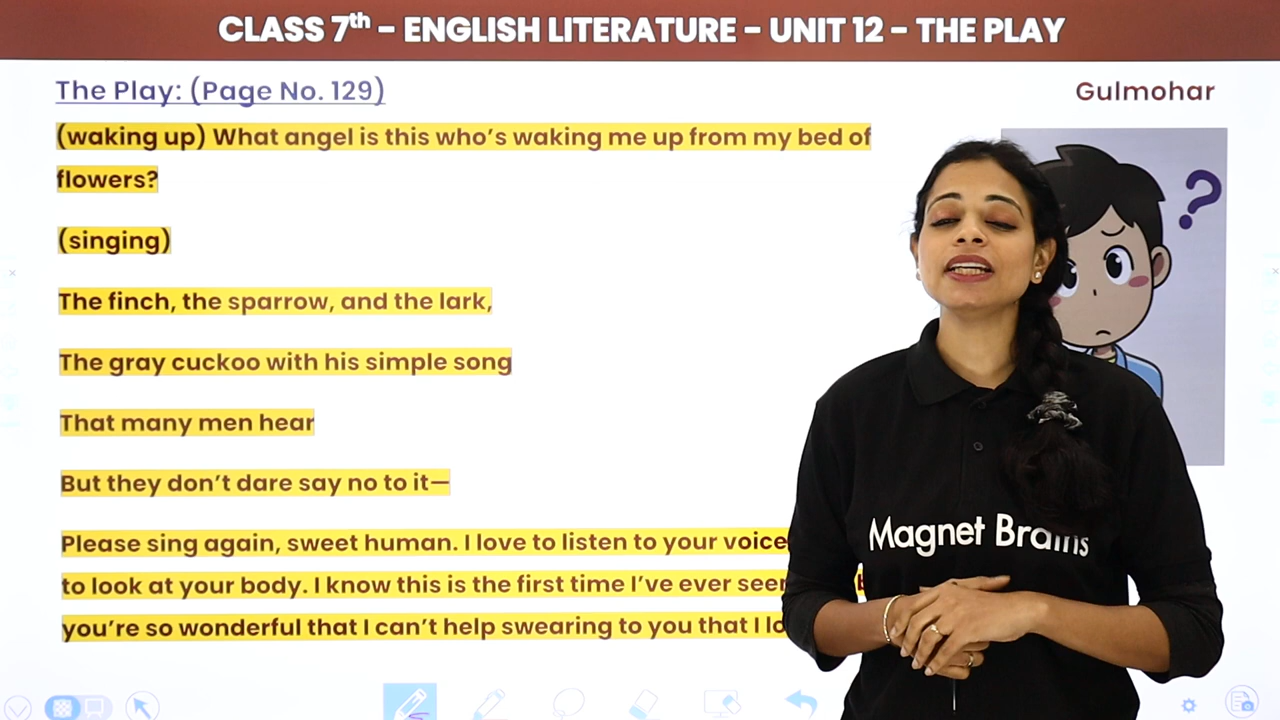 CLASS 7th - ENGLISH LITERATURE - UNIT 12 - THE PLAY
The Play: (Page No. 129)
Gulmohar
(waking up) What angel is this who's waking me up from my bed of
flowers?
(singing)
The finch, the sparrow, and the lark,
The gray cuckoo with his simple song
That many men hear
But they don't dare say no to it—
Please sing again, sweet human. I love to listen to your voice
to look at your body. I know this is the first time I've ever
you're so wonderful that I can't help swearing to you that I
?
Magnet Brains